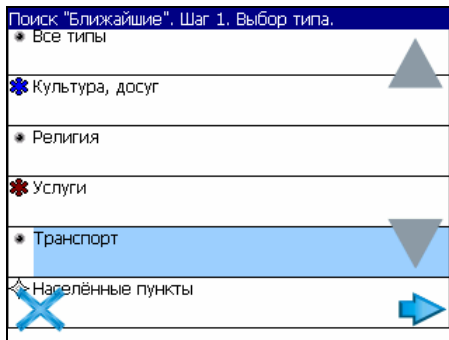 Поиск "Ближайшие". Шаг 1. Выбор типа.
Все типы
Культура, досуг
Религия
Услуги
Транспорт
Населённые пункты